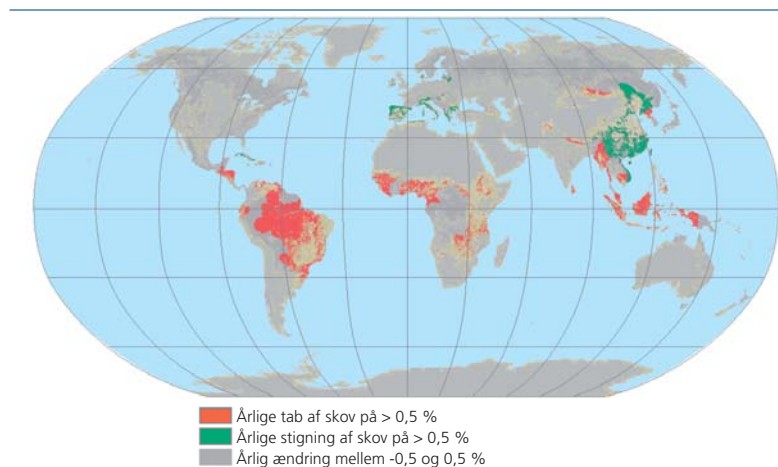 Årlige tab af skov på > 0,5 %
Årlige stigning af skov på > 0,5 %
Årlig ændring mellem -0,5 og 0,5 %